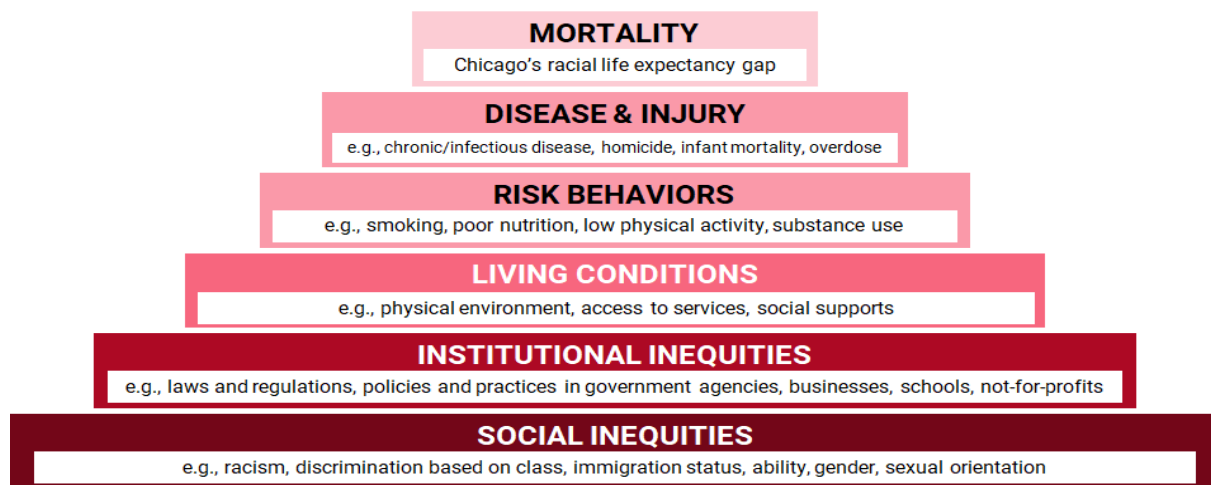 MORTALITY
Chicago's racial life expectancy gap
DISEASE & INJURY
e.g., chronic/infectious disease, homicide, infant mortality, overdose
RISK BEHAVIORS
e.g., smoking, poor nutrition, low physical activity, substance use
LIVING CONDITIONS
e.g., physical environment, access to services, social supports
INSTITUTIONAL INEQUITIES
e.g., laws and regulations, policies and practices in government agencies, businesses, schools, not-for-profits
SOCIAL INEQUITIES
e.g., racism, discrimination based on class, immigration status, ability, gender, sexual orientation